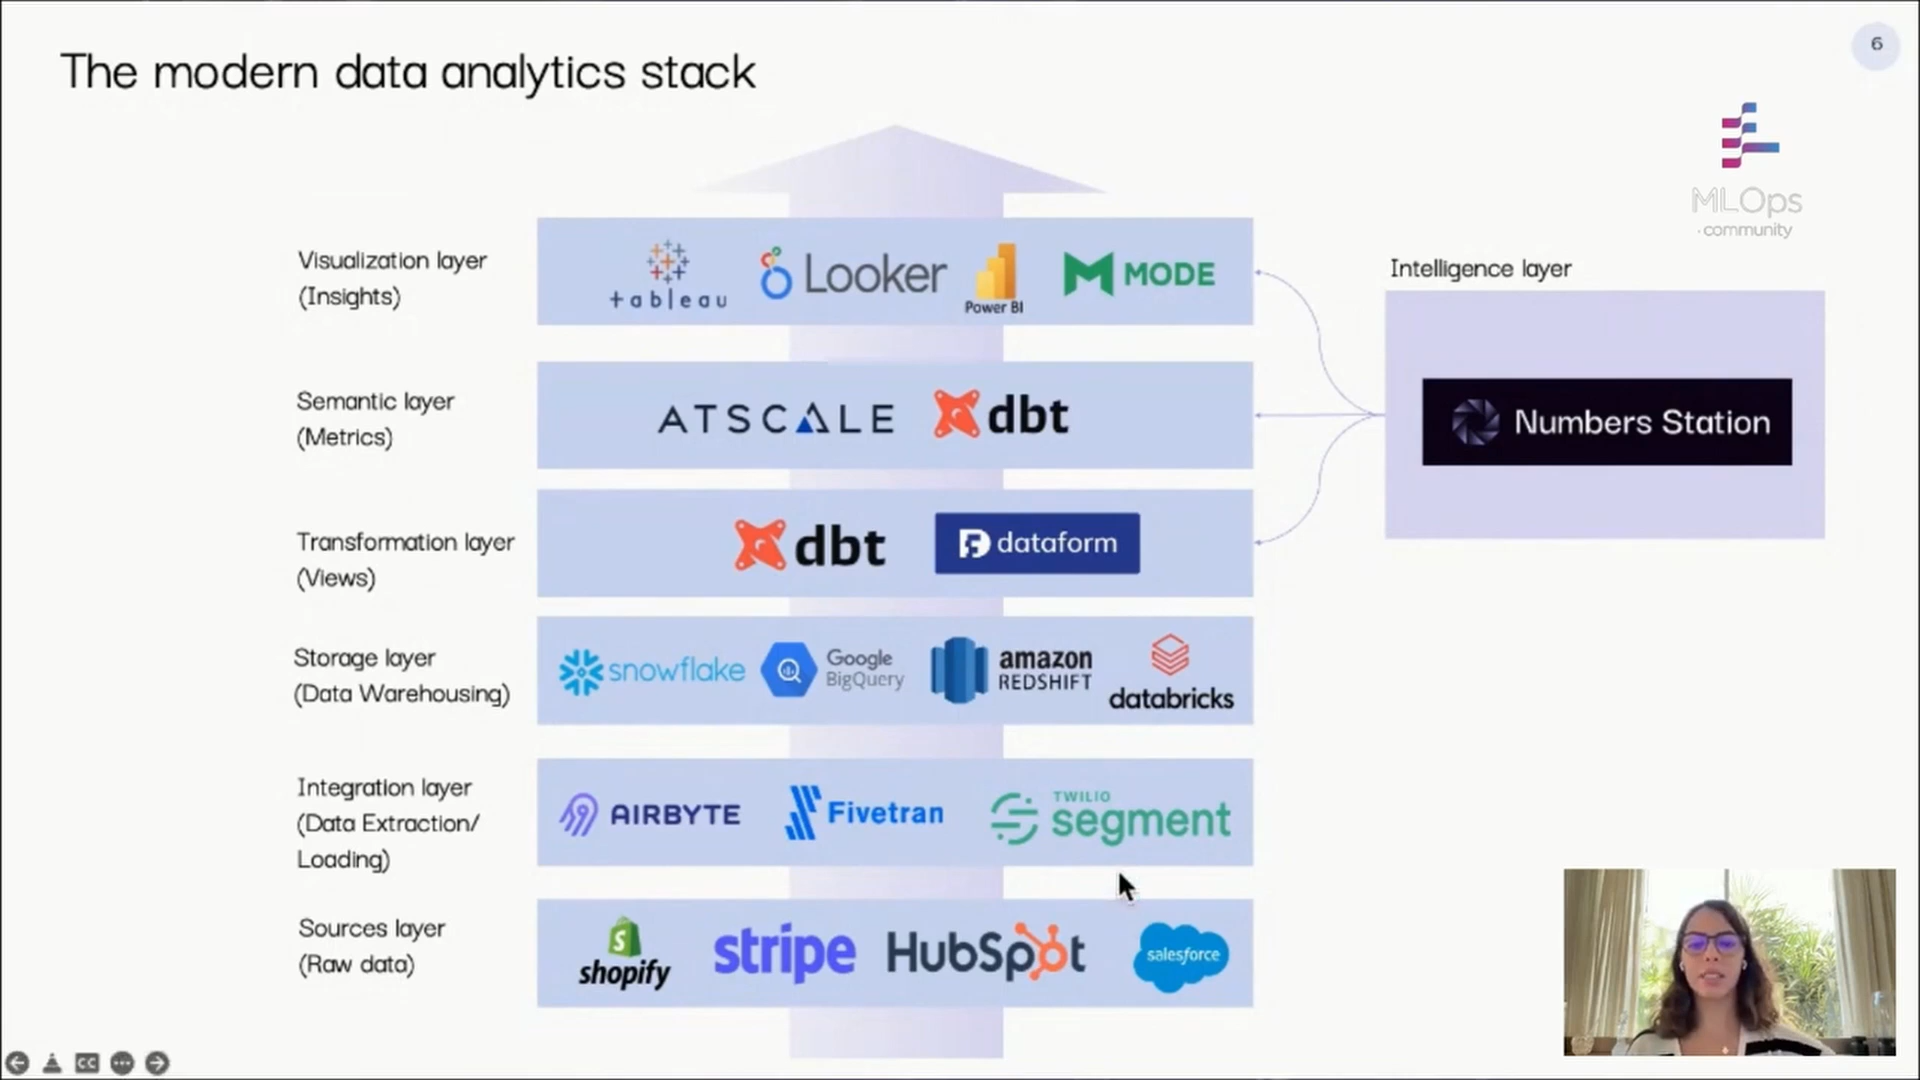 The modern data analytics stack
6
MLOps
community
Visualization layer
(Insights)
tableau
Looker
Power BI
MODE
Intelligence layer
Numbers Station
Semantic layer
(Metrics)
ATSCALE
dbt
Transformation layer
(Views)
dbt
dataform
Storage layer
(Data Warehousing)
snowflake
Google
BigQuery
amazon
REDSHIFT
databricks
Integration layer
(Data Extraction/
Loading)
AIRBYTE
Fivetran
TWILIO
segment
Sources layer
(Raw data)
shopify
stripe
HubSpot
salesforce
CC